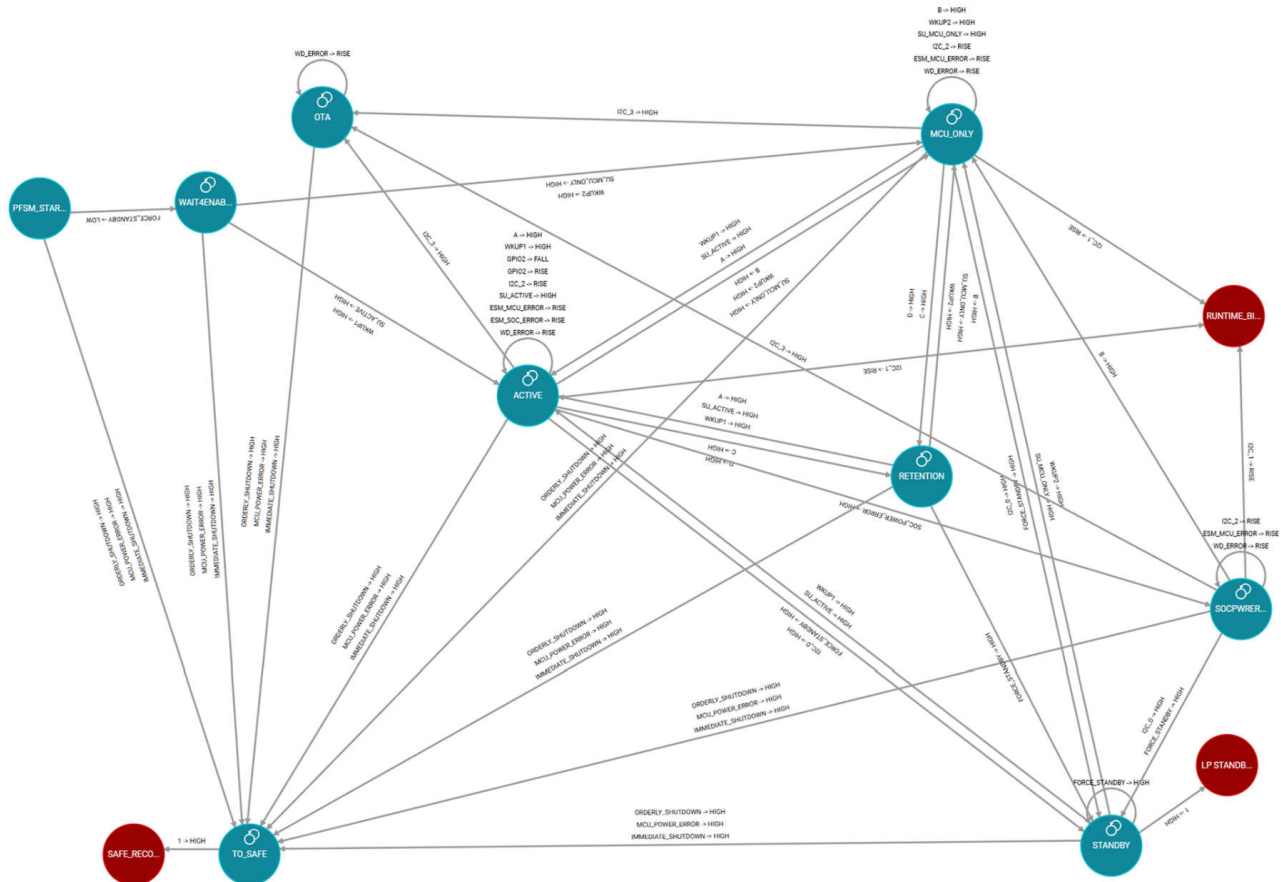 B -> HIGH
WKUP2 -> HIGH
SU_MCU_ONLY -> HIGH
I2C_2 -> RISE
ESM_MCU_ERROR -> RISE
WD_ERROR -> RISE
MCU_ONLY
WD_ERROR -> RISE
OTA
I2C_3 -> HIGH
PFSM_STAR...
FORCE_STANDBY -> LOW
WAIT4ENAB...
SU_MCU_ONLY -> HIGH
WKUP2 -> HIGH
I2C_3 -> HIGH
A -> HIGH
WKUP1 -> HIGH
GPIO2 -> FALL
GPIO2 -> RISE
I2C_2 -> RISE
SU_ACTIVE -> HIGH
ESM_MCU_ERROR -> RISE
ESM_SOC_ERROR -> RISE
WD_ERROR -> RISE
ACTIVE
WKUP1 -> HIGH
SU_ACTIVE -> HIGH
A -> HIGH
B -> HIGH
WKUP2 -> HIGH
SU_MCU_ONLY -> HIGH
I2C_1 -> RISE
RUNTIME_BI...
SU_ACTIVE -> HIGH
WKUP1 -> HIGH
D -> HIGH
C -> HIGH
B -> HIGH
SU_MCU_ONLY -> HIGH
WKUP2 -> HIGH
I2C_3 -> HIGH
I2C_1 -> RISE
B -> HIGH
A -> HIGH
SU_ACTIVE -> HIGH
WKUP1 -> HIGH
C -> HIGH
D -> HIGH
RETENTION
SOC_POWER_ERROR -> HIGH
WKUP2 -> HIGH
SU_MCU_ONLY -> HIGH
FORCE_STANDBY -> HIGH
I2C_0 -> HIGH
I2C_1 -> RISE
I2C_2 -> RISE
ESM_MCU_ERROR -> RISE
WD_ERROR -> RISE
SOCPWRER...
ORDERLY_SHUTDOWN -> HIGH
MCU_POWER_ERROR -> HIGH
IMMEDIATE_SHUTDOWN -> HIGH
ORDERLY_SHUTDOWN -> HIGH
MCU_POWER_ERROR -> HIGH
IMMEDIATE_SHUTDOWN -> HIGH
ORDERLY_SHUTDOWN -> HIGH
MCU_POWER_ERROR -> HIGH
IMMEDIATE_SHUTDOWN -> HIGH
ORDERLY_SHUTDOWN -> HIGH
MCU_POWER_ERROR -> HIGH
IMMEDIATE_SHUTDOWN -> HIGH
ORDERLY_SHUTDOWN -> HIGH
MCU_POWER_ERROR -> HIGH
IMMEDIATE_SHUTDOWN -> HIGH
ORDERLY_SHUTDOWN -> HIGH
MCU_POWER_ERROR -> HIGH
IMMEDIATE_SHUTDOWN -> HIGH
WKUP1 -> HIGH
SU_ACTIVE -> HIGH
FORCE_STANDBY -> HIGH
I2C_0 -> HIGH
FORCE_STANDBY -> HIGH
ORDERLY_SHUTDOWN -> HIGH
MCU_POWER_ERROR -> HIGH
IMMEDIATE_SHUTDOWN -> HIGH
I2C_0 -> HIGH
FORCE_STANDBY -> HIGH
LP STANDB...
FORCE_STANDBY -> HIGH
1 -> HIGH
STANDBY
ORDERLY_SHUTDOWN -> HIGH
MCU_POWER_ERROR -> HIGH
IMMEDIATE_SHUTDOWN -> HIGH
1 -> HIGH
SAFE_RECO...
TO_SAFE